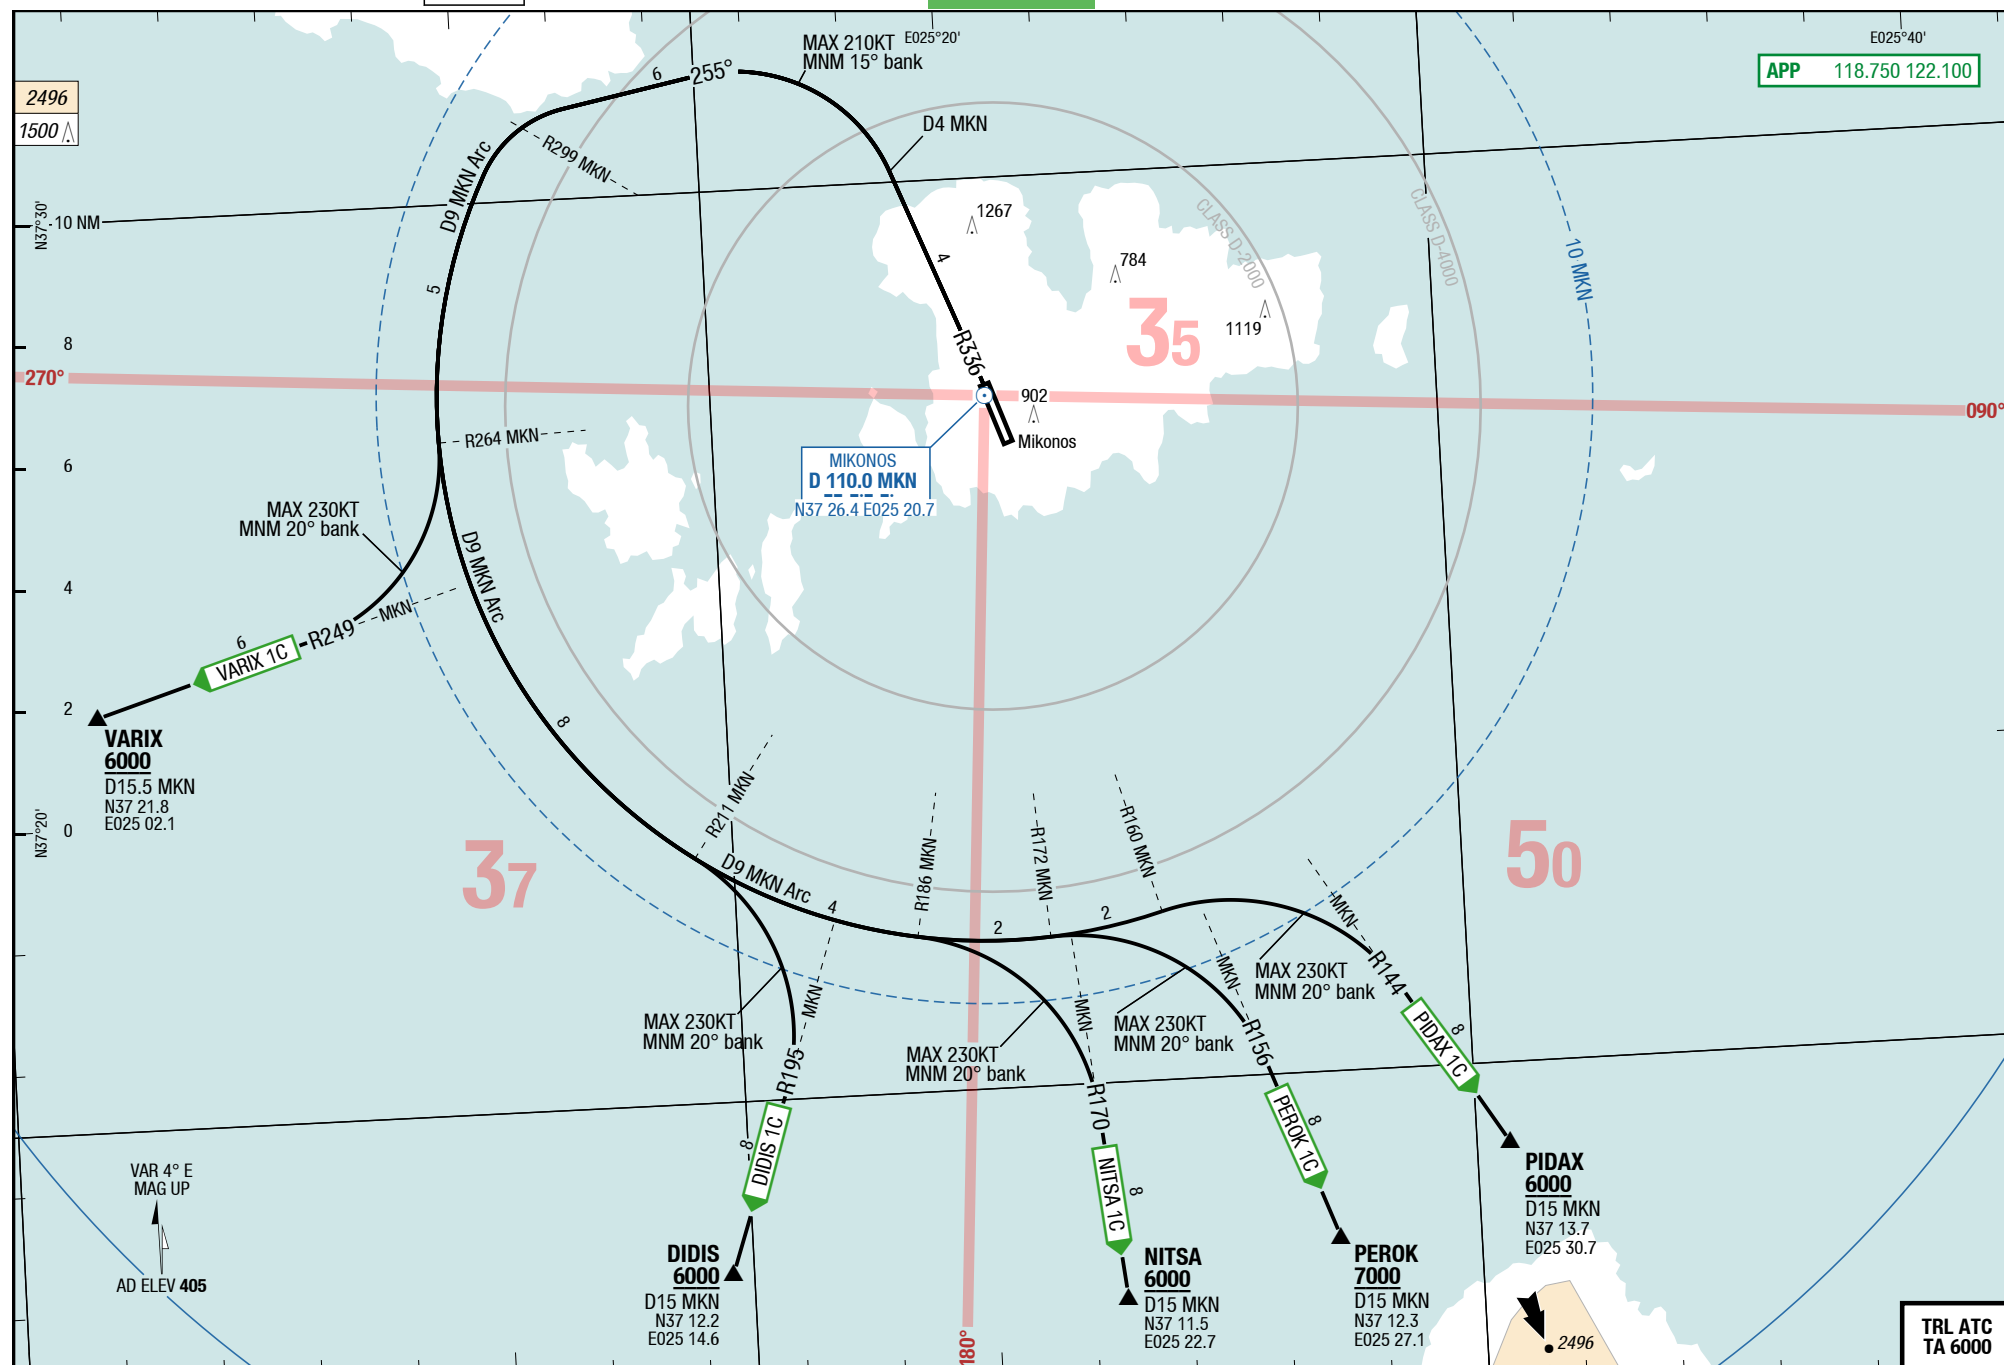 E025°20'
E025°40'
MAX 210KT
MNM 15° bank
APP 118.750 122.100
2496
1500
6
255°
D4 MKN
R299 MKN
D9 MKN Arc
N37°30'
10 NM
1267
784
1119
CLASS D-2000
CLASS D-4000
10 MKN
4
5
35
8
270°
R336
902
090°
Mikonos
R264 MKN
6
MIKONOS
D 110.0 MKN
N37 26.4 E025 20.7
MAX 230KT
MNM 20° bank
D9 MKN Arc
4
MKN
R249
6
VARIX 1C
2
8
VARIX
6000
D15.5 MKN
N37 21.8
E025 02.1
N37°20'
0
R211 MKN
R186 MKN
R172 MKN
R160 MKN
37
50
D9 MKN Arc
4
2
2
MKN
R144
MKN
MAX 230KT
MNM 20° bank
MKN
MKN
MAX 230KT
MNM 20° bank
MAX 230KT
MNM 20° bank
MAX 230KT
MNM 20° bank
R195
R170
R156
PIDAX 1C
8
8
DIDIS 1C
NITSA 1C
8
PEROK 1C
8
VAR 4° E
MAG UP
AD ELEV 405
PIDAX
6000
D15 MKN
N37 13.7
E025 30.7
DIDIS
6000
D15 MKN
N37 12.2
E025 14.6
NITSA
6000
D15 MKN
N37 11.5
E025 22.7
PEROK
7000
D15 MKN
N37 12.3
E025 27.1
180°
2496
TRL ATC
TA 6000